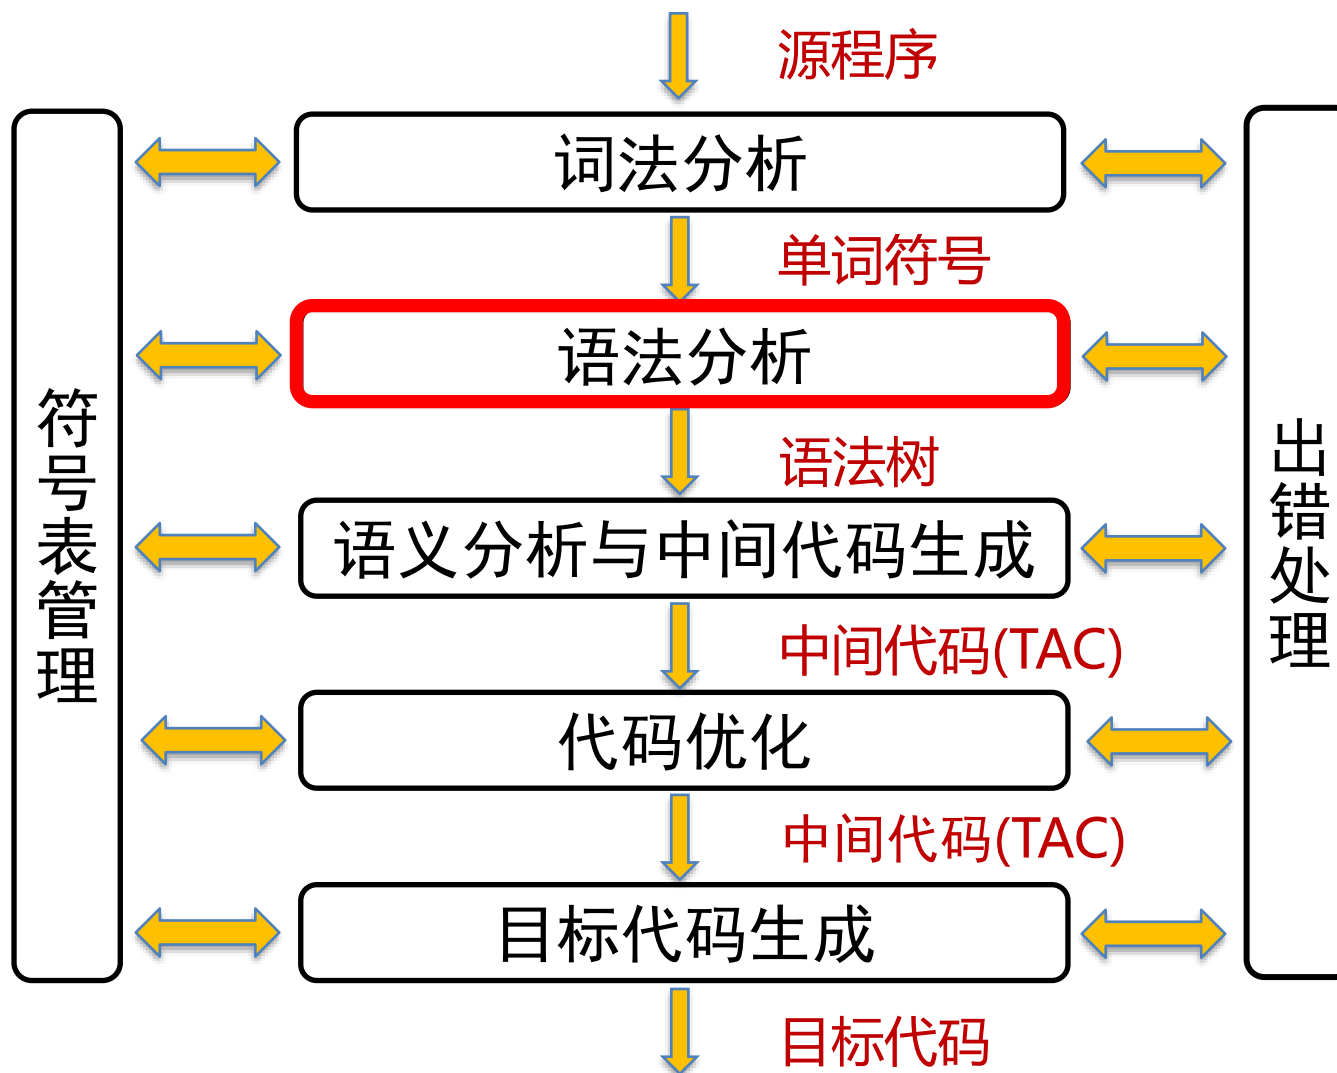 源程序
词法分析
单词符号
语法分析
语法树
语义分析与中间代码生成
中间代码(TAC)
代码优化
中间代码(TAC)
目标代码生成
目标代码
符号表管理
出错处理